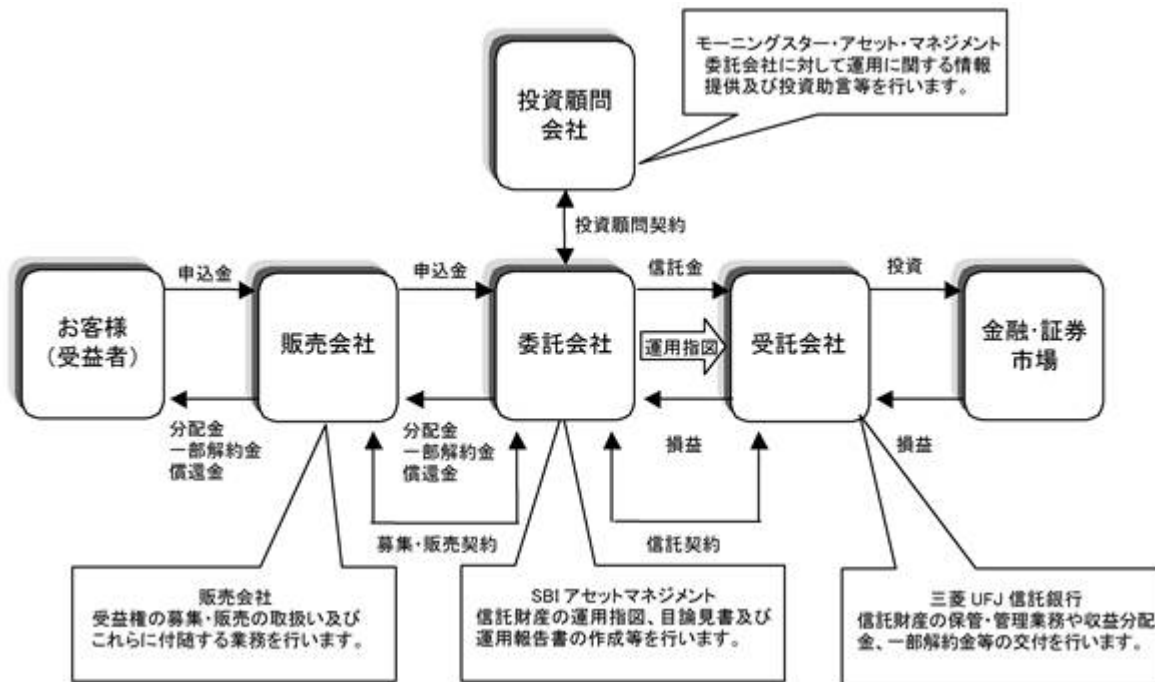 モーニングスター・アセット・マネジメント
委託会社に対して運用に関する情報
提供及び投資助言等を行います。
投資顧問
会社
投資顧問契約
申込金
申込金
信託金
投資
お客様
(受益者)
販売会社
委託会社
運用指図
受託会社
金融・証券
市場
分配金
一部解約金
償還金
分配金
一部解約金
償還金
損益
損益
募集・販売契約
信託契約
販売会社
受益権の募集・販売の取扱い及び
これらに付随する業務を行います。
SBI アセットマネジメント
信託財産の運用指図、目論見書及び
運用報告書の作成等を行います。
三菱 UFJ 信託銀行
信託財産の保管・管理業務や収益分配
金、一部解約金等の交付を行います。